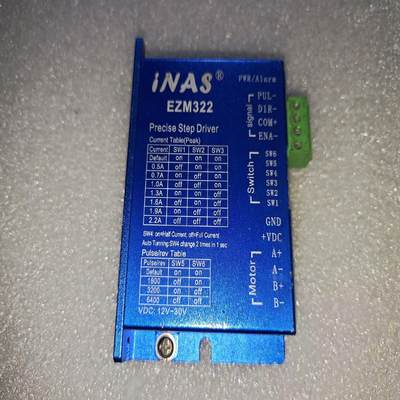 iNAS®
EZM322
Precise Step Driver
Current Table(Peak)
Current SW1 SW2 SW3
Default on on on
0.5A on off on
0.7A on off off
1.0A off off on
1.3A off off off
1.6A on on off
1.9A off on off
2.2A off on off
SW4: on=Half Current; off=Full Current
Auto Tunning:SW4 change 2 times in 1 sec
Pulse/rev Table
Pulse/rev SW5 SW6
Default on on
1600 off on
3200 on off
6400 off off
VDC: 12V~30V
PWR/Alarm
PUL-
DIR-
COM+
ENA-
signal
SW6
SW5
SW4
SW3
SW2
SW1
Switch
GND
+VDC
A+
A-
B+
B-
Motor